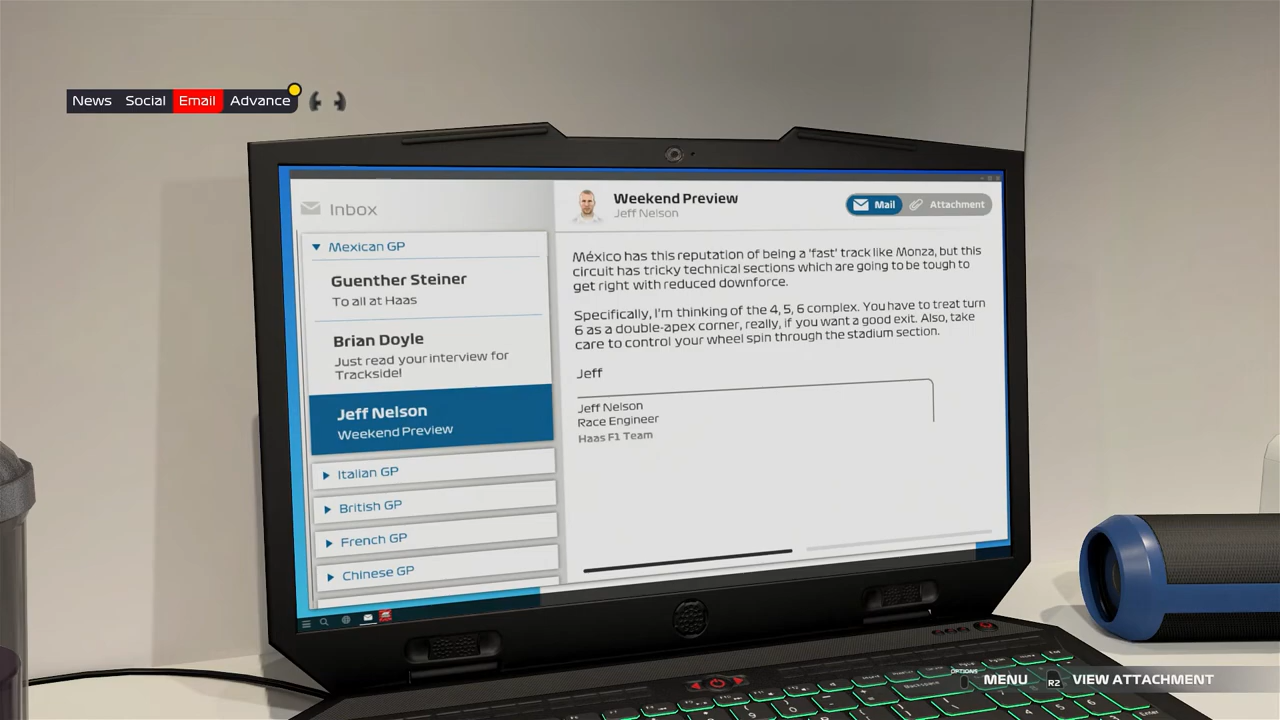 News Social Email Advance
Inbox
Mexican GP
Guenther Steiner
To all at Haas
Brian Doyle
Just read your interview for
Trackside!
Jeff Nelson
Weekend Preview
Italian GP
British GP
French GP
Chinese GP
Weekend Preview
Jeff Nelson
Mail
Attachment
México has this reputation of being a 'fast' track like Monza, but this
circuit has tricky technical sections which are going to be tough to
get right with reduced downforce.
Specifically, I'm thinking of the 4, 5, 6 complex. You have to treat turn
6 as a double-apex corner, really, if you want a good exit. Also, take
care to control your wheel spin through the stadium section.
Jeff
Jeff Nelson
Race Engineer
Haas F1 Team
OPTIONS
MENU
R2 VIEW ATTACHMENT